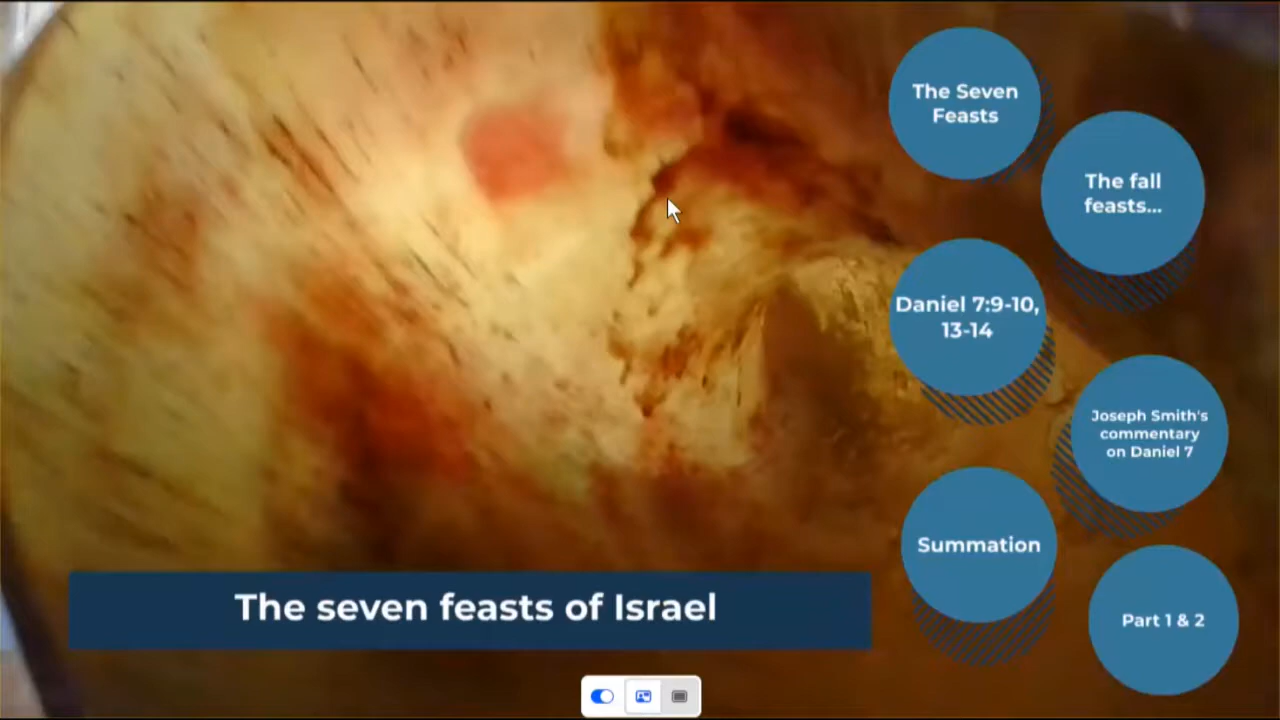 The Seven
Feasts
The fall
feasts...
Daniel 7:9-10,
13-14
Joseph Smith's
commentary
on Daniel 7
Summation
Part 1 & 2
The seven feasts of Israel